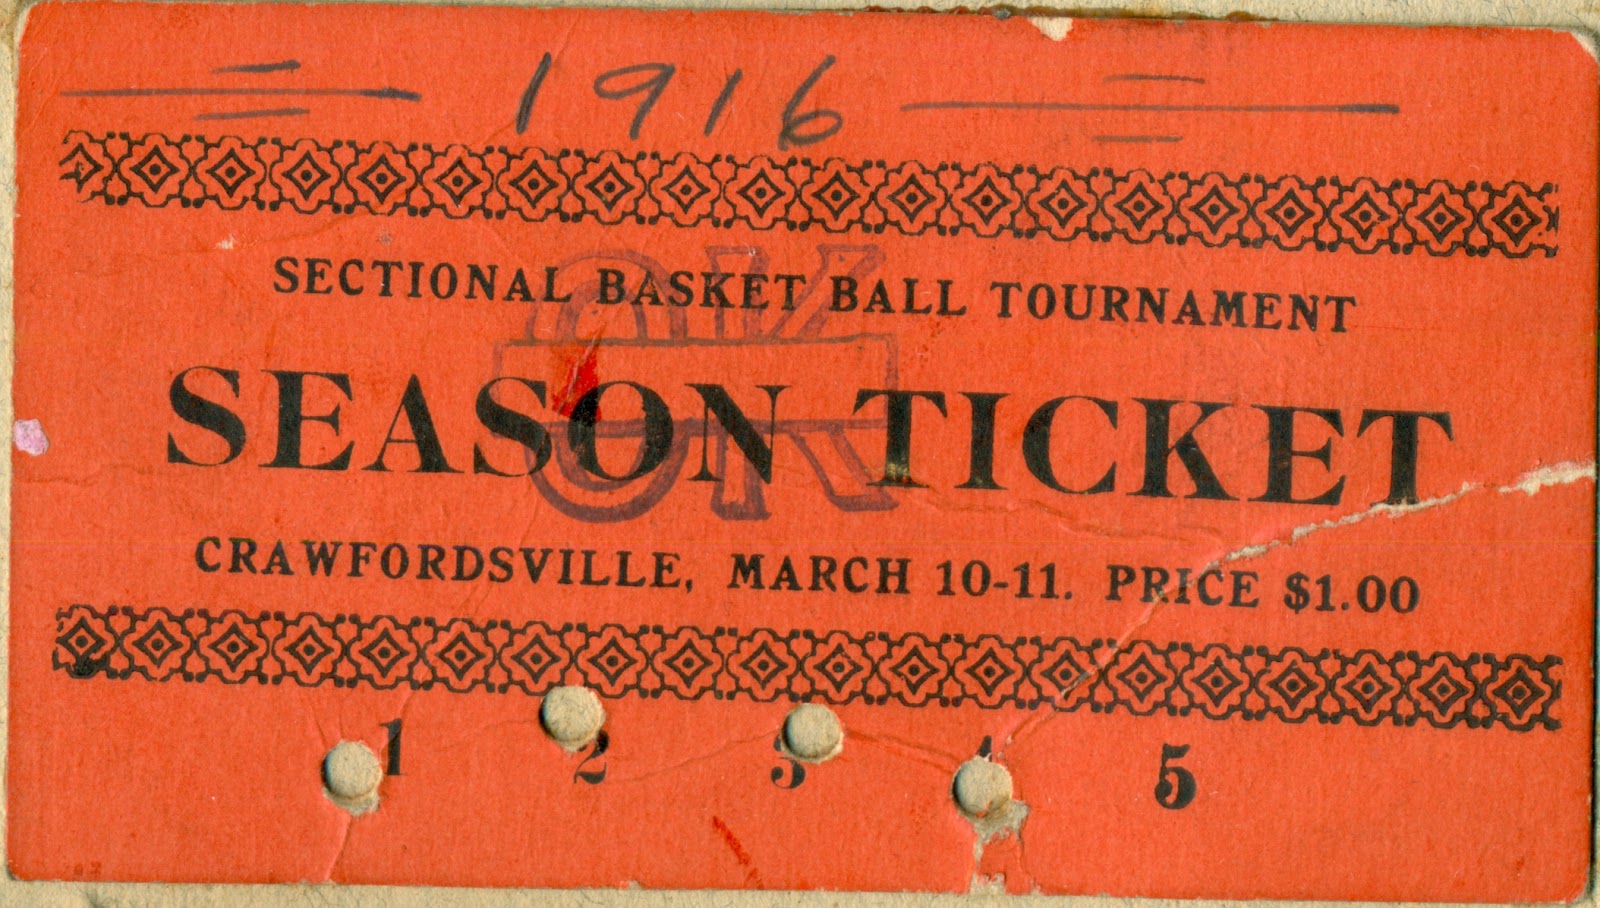 1916
SECTIONAL BASKET BALL TOURNAMENT
OK
SEASON TICKET
CRAWFORDSVILLE, MARCH 10-11. PRICE $1.00
1 2 3 4 5